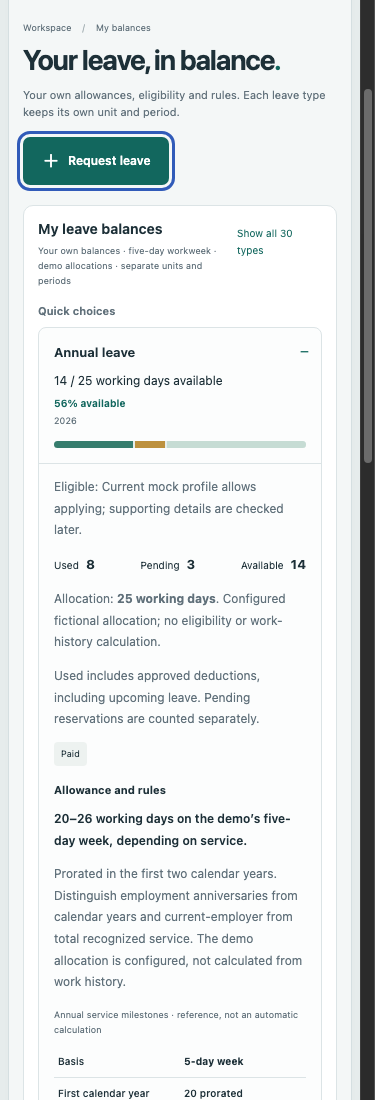 Workspace / My balances
Your leave, in balance.
Your own allowances, eligibility and rules. Each leave type
keeps its own unit and period.
Request leave
My leave balances
Show all 30
types
Your own balances · five-day workweek ·
demo allocations · separate units and
periods
Quick choices
Annual leave
14 / 25 working days available
56% available
2026
Eligible: Current mock profile allows
applying; supporting details are checked
later.
Used 8 Pending 3 Available 14
Allocation: 25 working days. Configured
fictional allocation; no eligibility or work-
history calculation.
Used includes approved deductions,
including upcoming leave. Pending
reservations are counted separately.
Paid
Allowance and rules
20–26 working days on the demo’s five-
day week, depending on service.
Prorated in the first two calendar years.
Distinguish employment anniversaries from
calendar years and current-employer from
total recognized service. The demo
allocation is configured, not calculated from
work history.
Annual service milestones · reference, not an automatic
calculation
Basis 5-day week
First calendar year 20 prorated